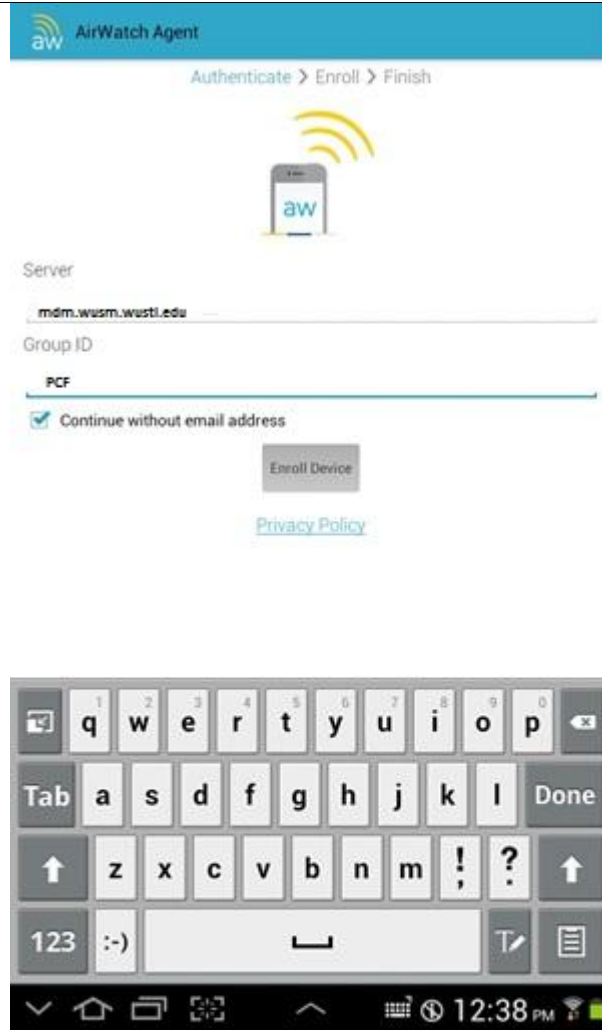 aw AirWatch Agent
Authenticate > Enroll > Finish
aw
Server
mdm.wusm.wustl.edu
Group ID
PCF
Continue without email address
Enroll Device
Privacy Policy
1 2 3 4 5 6 7 8 9 0
q w e r t y u i o p
Tab a s d f g h j k l Done
z x c v b n m ! , ? .
123 :-)
12:38 PM